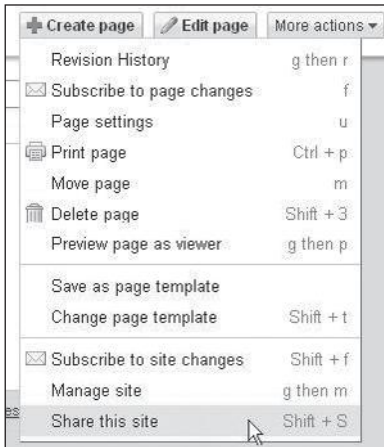 Create page Edit page More actions
Revision History g then r
Subscribe to page changes f
Page settings u
Print page Ctrl + p
Move page m
Delete page Shift + 3
Preview page as viewer g then p
Save as page template
Change page template Shift + t
Subscribe to site changes Shift + f
Manage site g then m
es
Share this site Shift + S